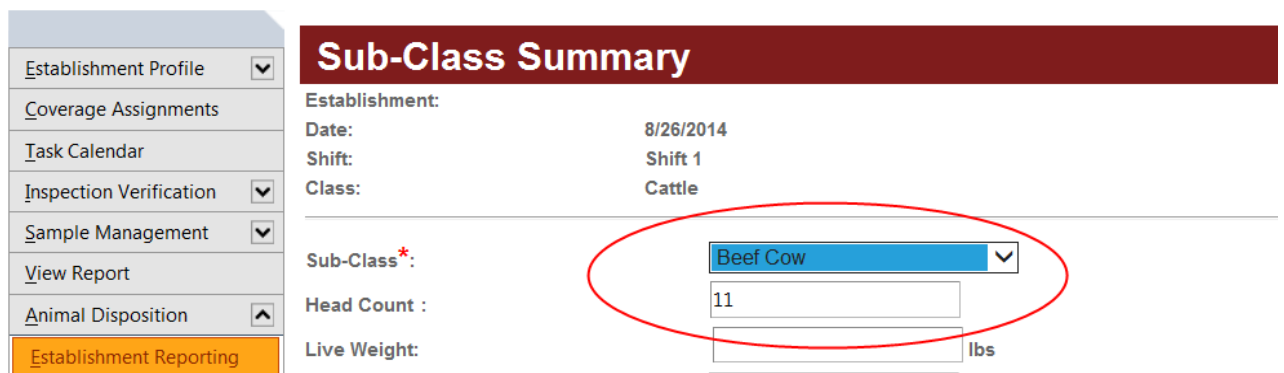 Establishment Profile
Coverage Assignments
Task Calendar
Inspection Verification
Sample Management
View Report
Animal Disposition
Establishment Reporting
Sub-Class Summary
Establishment:
Date: 8/26/2014
Shift: Shift 1
Class: Cattle
Sub-Class*: Beef Cow
Head Count : 11
Live Weight: lbs